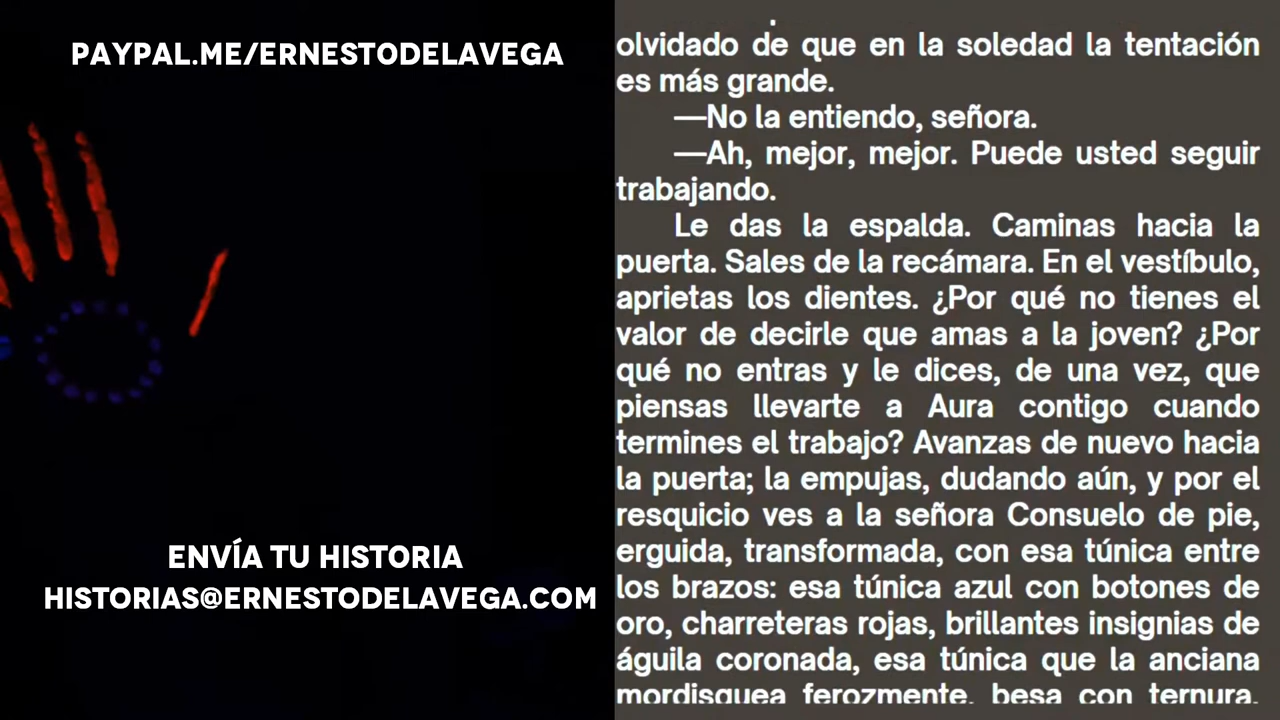 PAYPAL.ME/ERNESTODELAVEGA
ENVÍA TU HISTORIA
HISTORIAS@ERNESTODELAVEGA.COM
olvidado de que en la soledad la tentación
es más grande.
—No la entiendo, señora.
—Ah, mejor, mejor. Puede usted seguir
trabajando.
Le das la espalda. Caminas hacia la
puerta. Sales de la recámara. En el vestíbulo,
aprietas los dientes. ¿Por qué no tienes el
valor de decirle que amas a la joven? ¿Por
qué no entras y le dices, de una vez, que
piensas llevarte a Aura contigo cuando
termines el trabajo? Avanzas de nuevo hacia
la puerta; la empujas, dudando aún, y por el
resquicio ves a la señora Consuelo de pie,
erguida, transformada, con esa túnica entre
los brazos: esa túnica azul con botones de
oro, charreteras rojas, brillantes insignias de
águila coronada, esa túnica que la anciana
mordisquea ferozmente, besa con ternura,